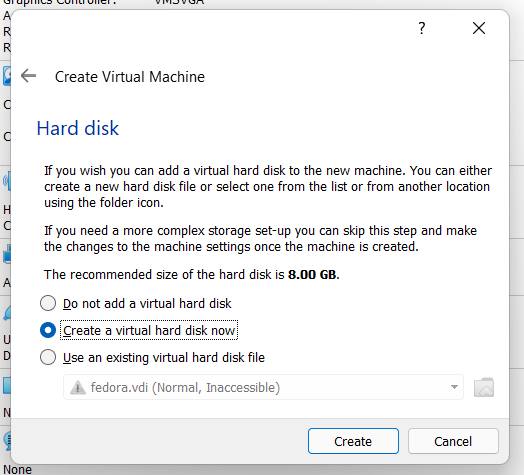 Graphics Controller: VMSVGA
A
R
R
?
Create Virtual Machine
C
Hard disk
C
If you wish you can add a virtual hard disk to the new machine. You can either
create a new hard disk file or select one from the list or from another location
using the folder icon.
H
C
If you need a more complex storage set-up you can skip this step and make
the changes to the machine settings once the machine is created.
The recommended size of the hard disk is 8.00 GB.
A
Do not add a virtual hard disk
Create a virtual hard disk now
U
D
Use an existing virtual hard disk file
fedora.vdi (Normal, Inaccessible)
N
Create
Cancel
None